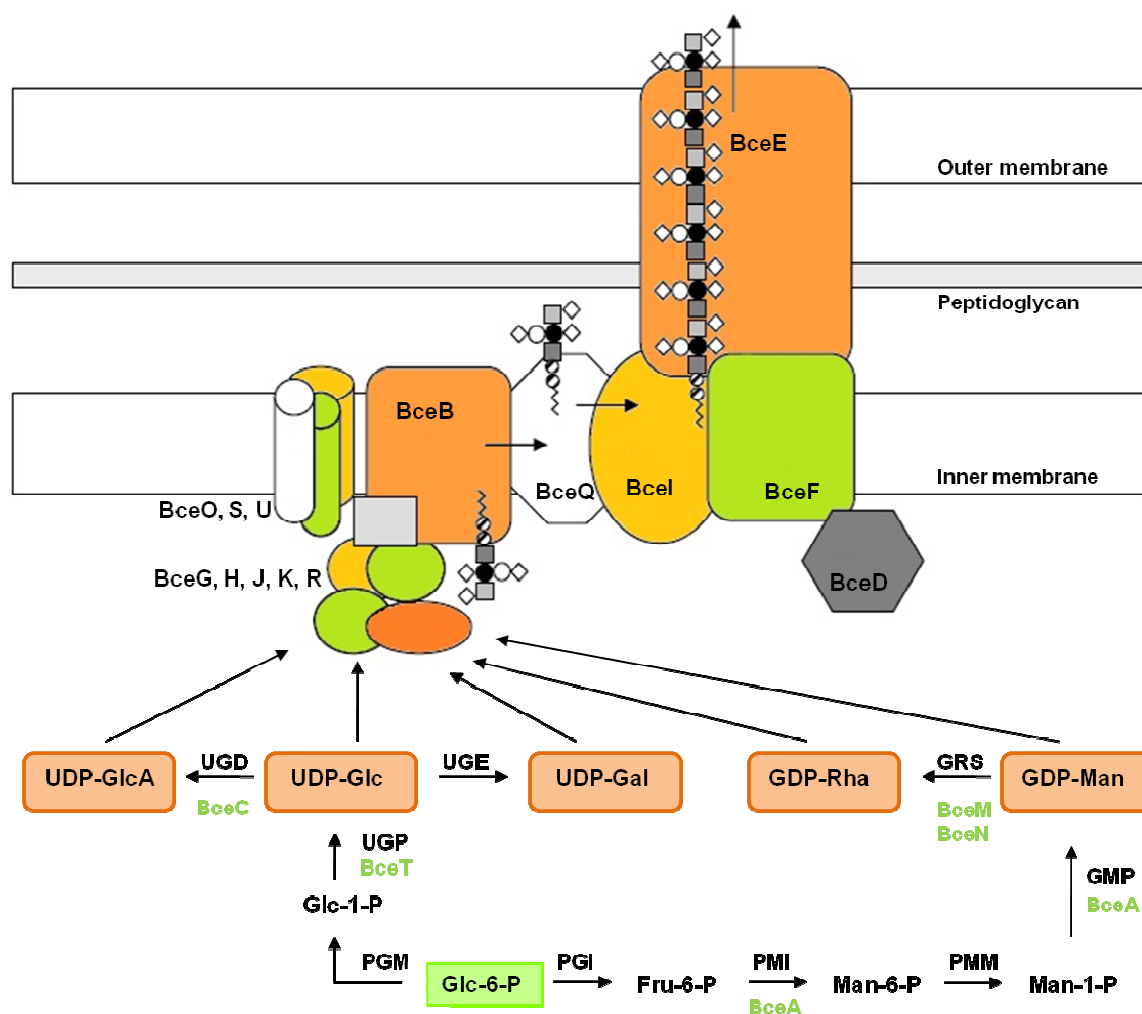 BceE
Outer membrane
Peptidoglycan
BceB
BceQ
BceI
BceF
Inner membrane
BceO, S, U
BceG, H, J, K, R
BceD
UDP-GlcA
UGD
BceC
UDP-Glc
UGE
UDP-Gal
GDP-Rha
GRS
BceM
BceN
GDP-Man
UGP
BceT
GMP
BceA
Glc-1-P
PGM
Glc-6-P
PGI
Fru-6-P
PMI
BceA
Man-6-P
PMM
Man-1-P